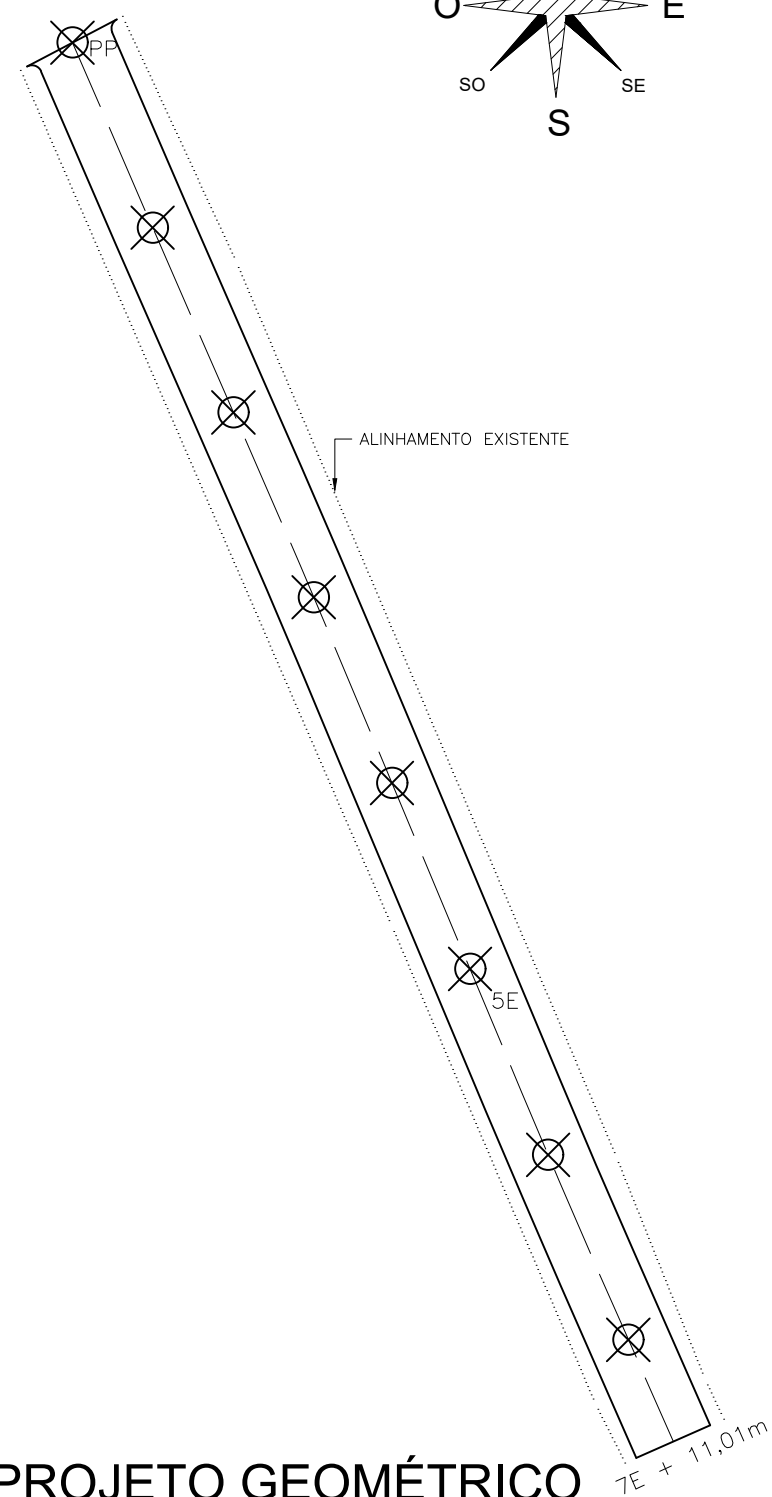 O E
SO SE
S
PP
ALINHAMENTO EXISTENTE
5E
7E + 11,01m
PROJETO GEOMÉTRICO